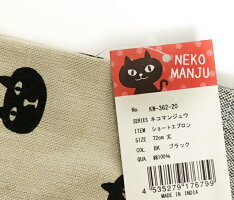 NEKO
MANJU
No. KW-362-20
SERIES ネコマンジュウ
ITEM ショートエプロン
SIZE 72cm 丈
COL. BK ブラック
QUA. 綿100%
4 535279 176799
MADE IN INDIA